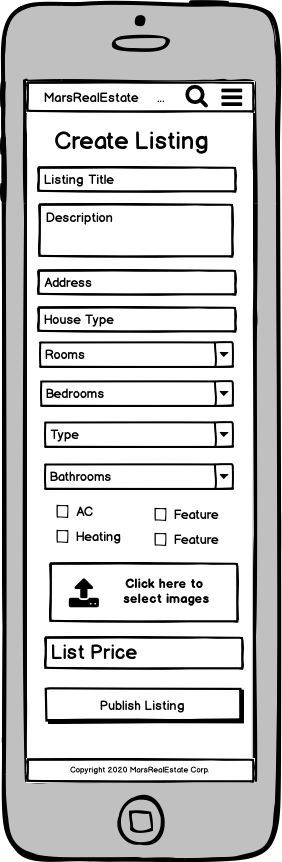 MarsRealEstate ...
Create Listing
Listing Title
Description
Address
House Type
Rooms
Bedrooms
Type
Bathrooms
AC Feature
Heating Feature
Click here to
select images
List Price
Publish Listing
Copyright 2020 MarsRealEstate Corp.